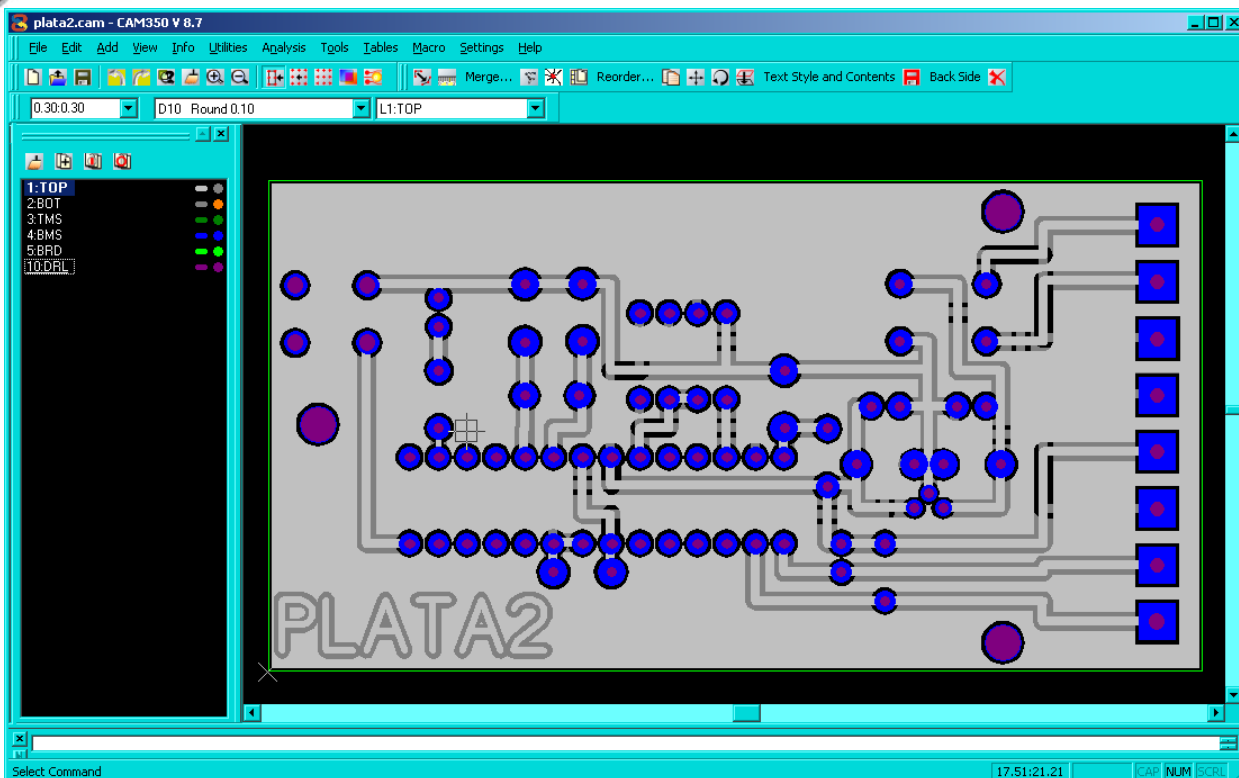 plata2.cam - CAM350 V 8.7
File Edit Add View Info Utilities Analysis Tools Tables Macro Settings Help
Merge... Reorder... Text Style and Contents Back Side
0.30:0.30 D10 Round 0.10 L1:TOP
1:TOP
2:BOT
3:TMS
4:BMS
5:BRD
10:DRL
PLATA2
Select Command 17.51:21.21 CAP NUM SCRL